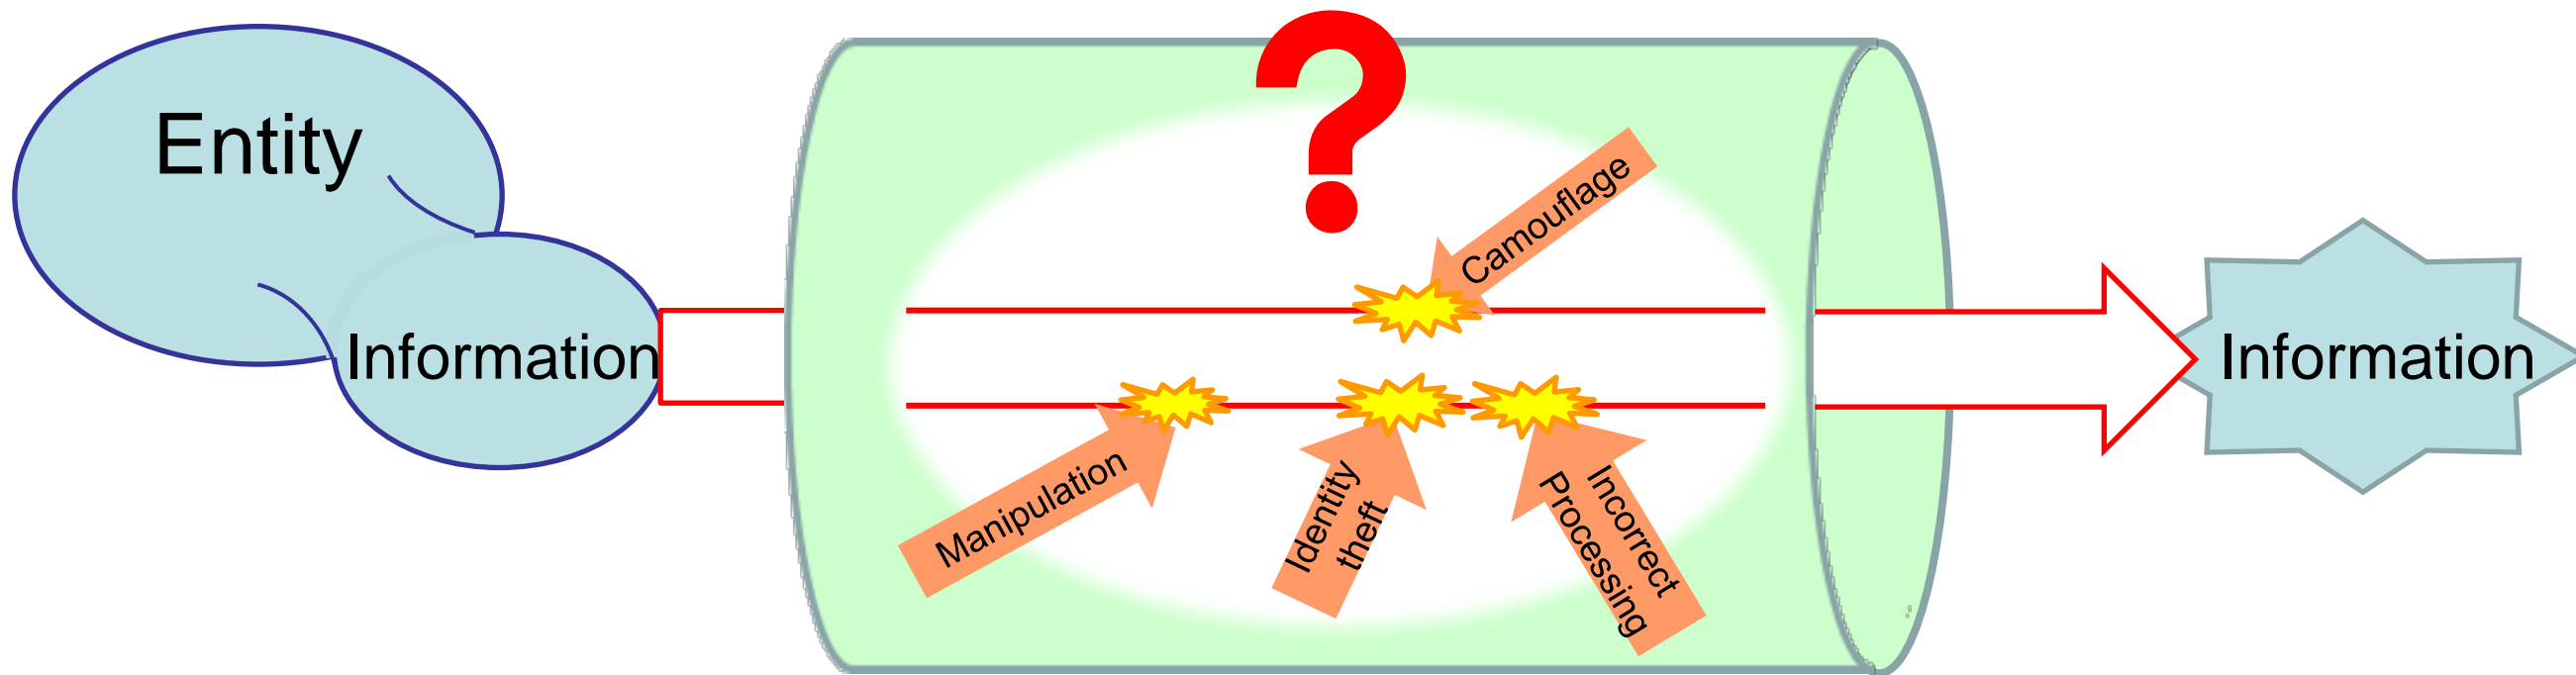 Entity
Information
?
Camouflage
Manipulation
Identity
theft
Incorrect
Processing
Information